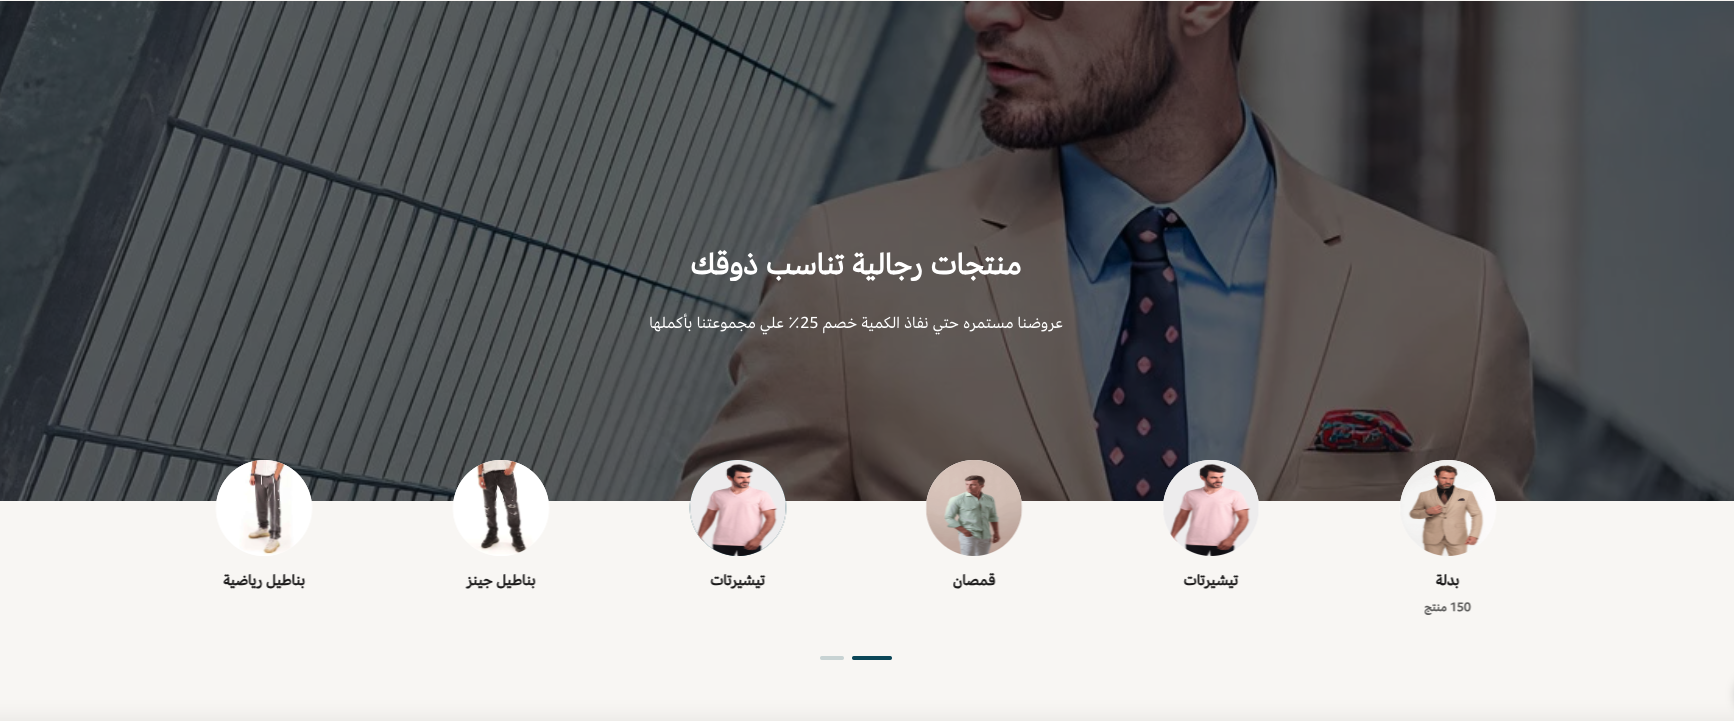 منتجات رجالية تناسب ذوقك
عروضنا مستمره حتي نفاذ الكمية خصم 25٪ علي مجموعتنا بأكملها
بدلة
150 منتج
تيشيرتات
قمصان
تيشيرتات
بناطيل جينز
بناطيل رياضية